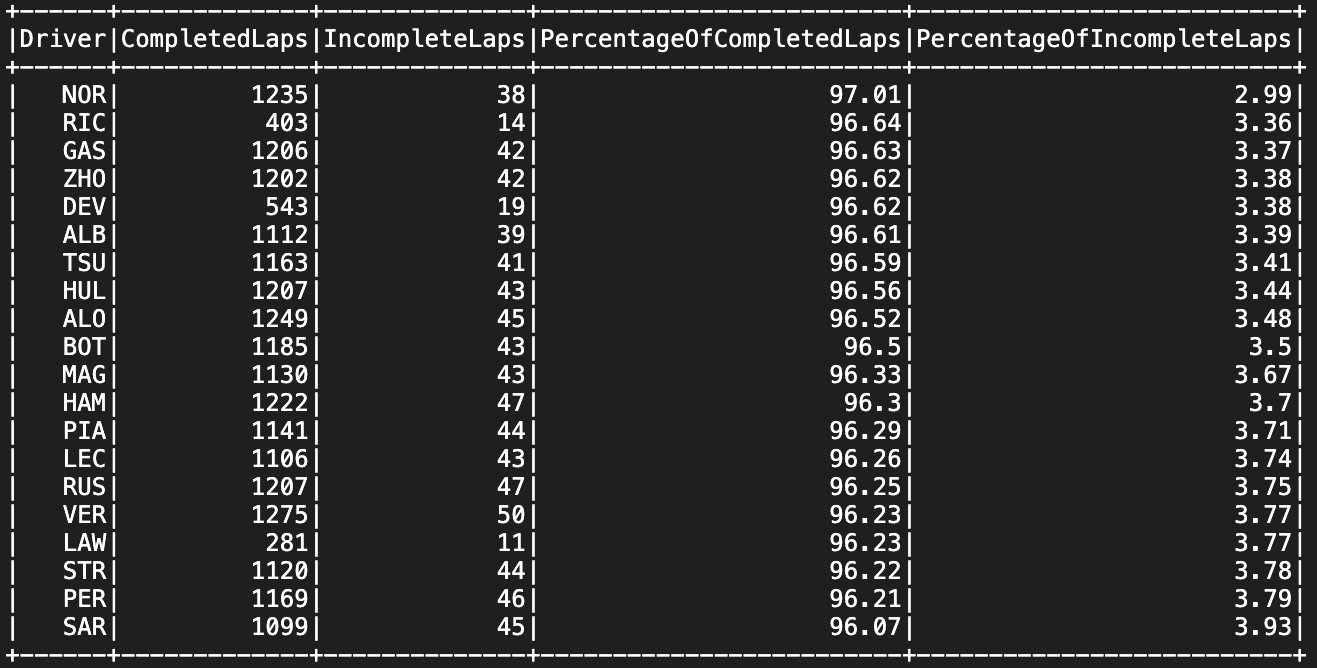 +-------+-------------+--------------+-------------------------+--------------------------+
|Driver|CompletedLaps|IncompleteLaps|PercentageOfCompletedLaps|PercentageOfIncompleteLaps|
+-------+-------------+--------------+-------------------------+--------------------------+
| NOR| 1235| 38| 97.01| 2.99|
| RIC| 403| 14| 96.64| 3.36|
| GAS| 1206| 42| 96.63| 3.37|
| ZHO| 1202| 42| 96.62| 3.38|
| DEV| 543| 19| 96.62| 3.38|
| ALB| 1112| 39| 96.61| 3.39|
| TSU| 1163| 41| 96.59| 3.41|
| HUL| 1207| 43| 96.56| 3.44|
| ALO| 1249| 45| 96.52| 3.48|
| BOT| 1185| 43| 96.5| 3.5|
| MAG| 1130| 43| 96.33| 3.67|
| HAM| 1222| 47| 96.3| 3.7|
| PIA| 1141| 44| 96.29| 3.71|
| LEC| 1106| 43| 96.26| 3.74|
| RUS| 1207| 47| 96.25| 3.75|
| VER| 1275| 50| 96.23| 3.77|
| LAW| 281| 11| 96.23| 3.77|
| STR| 1120| 44| 96.22| 3.78|
| PER| 1169| 46| 96.21| 3.79|
| SAR| 1099| 45| 96.07| 3.93|
+-------+-------------+--------------+-------------------------+--------------------------+